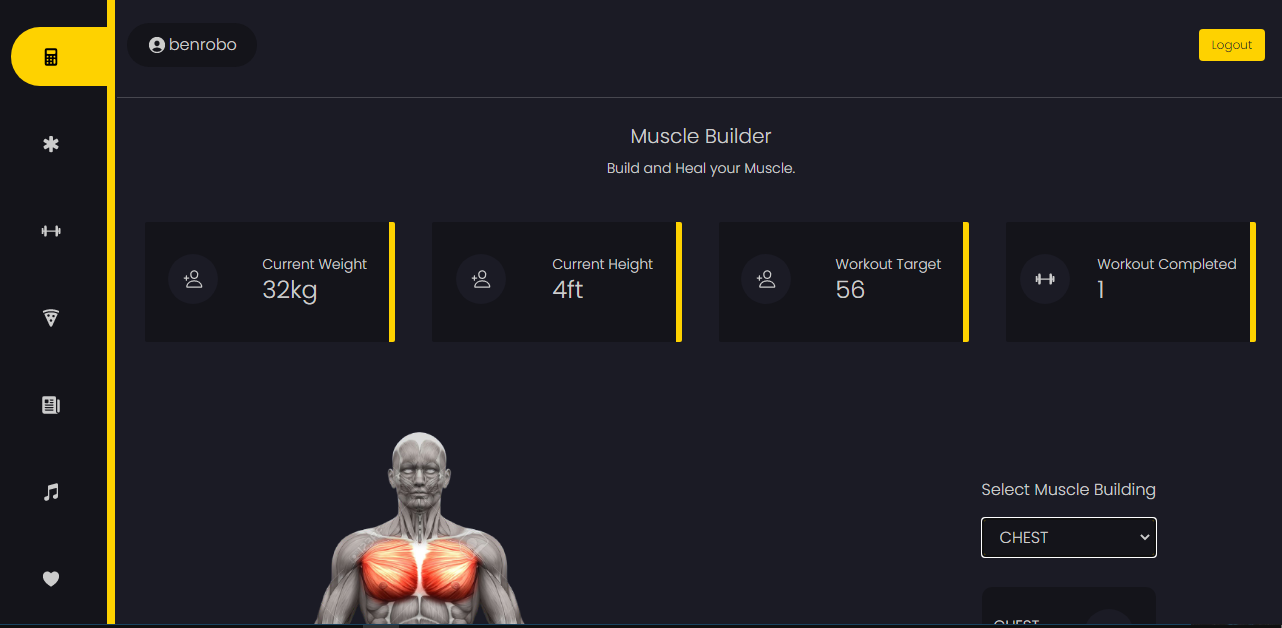 benrobo
Logout
Muscle Builder
Build and Heal your Muscle.
Current Weight
32kg
Current Height
4ft
Workout Target
56
Workout Completed
1
Select Muscle Building
CHEST
CHEST